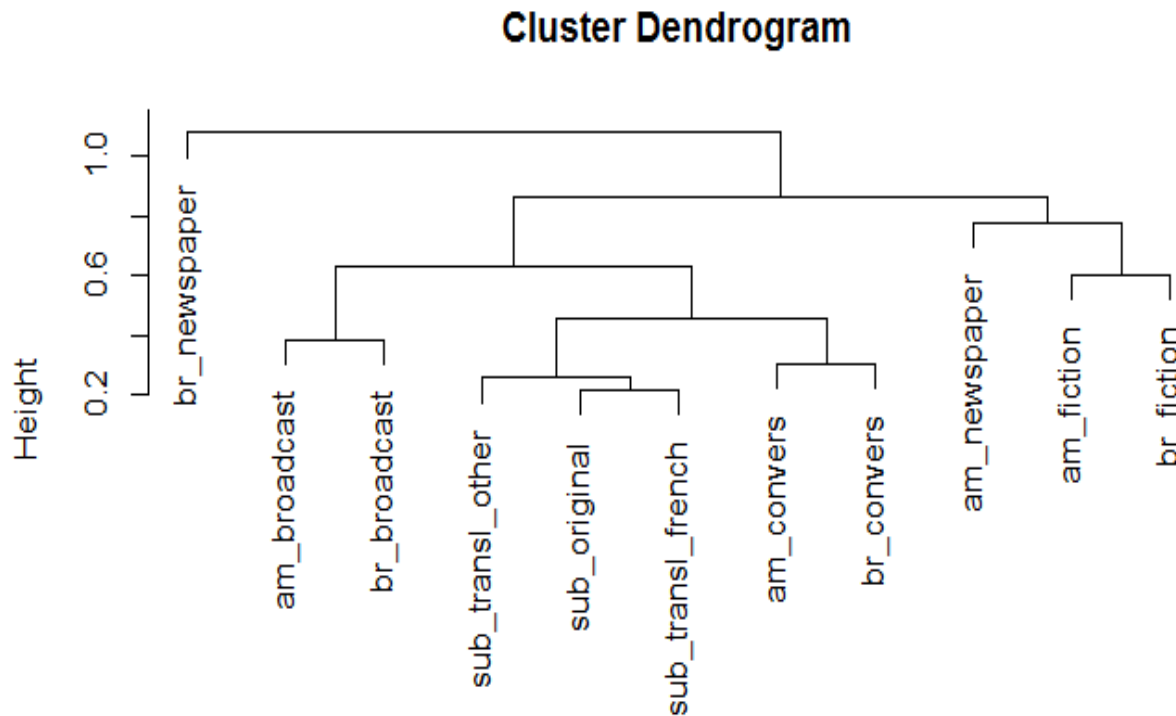 Cluster Dendrogram
Height
1.0
0.6
0.2
br_newspaper
am_broadcast
br_broadcast
sub_transl_other
sub_original
sub_transl_french
am_convers
br_convers
am_newspaper
am_fiction
br_fiction